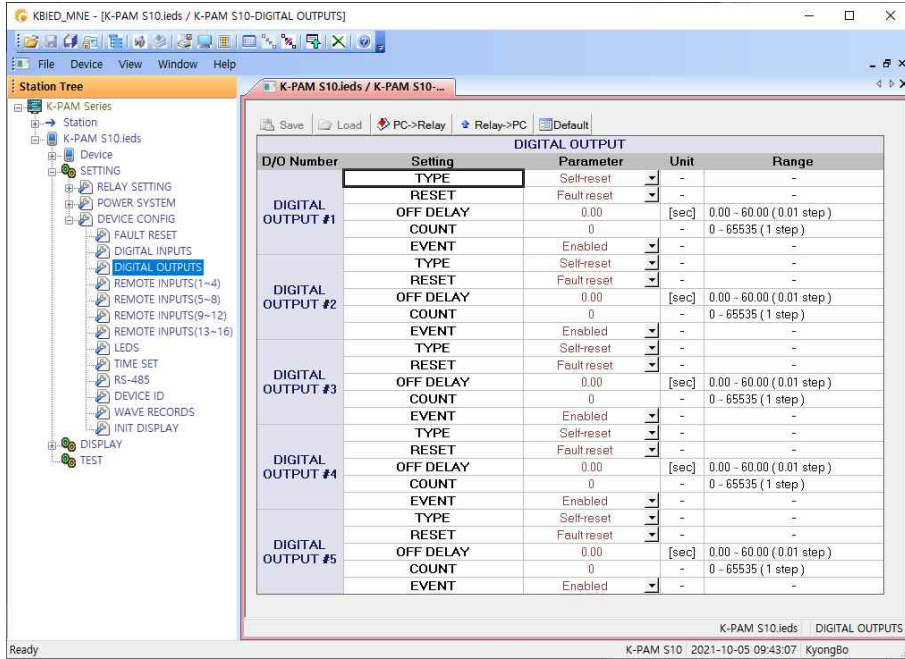 KBIED_MNE - [K-PAM S10.ieds / K-PAM S10-DIGITAL OUTPUTS]
File Device View Window Help
Station Tree
K-PAM S10.ieds / K-PAM S10-...
K-PAM Series
Station
K-PAM S10.ieds
Device
SETTING
RELAY SETTING
POWER SYSTEM
DEVICE CONFIG
FAULT RESET
DIGITAL INPUTS
DIGITAL OUTPUTS
REMOTE INPUTS(1~4)
REMOTE INPUTS(5~8)
REMOTE INPUTS(9~12)
REMOTE INPUTS(13~16)
LEDS
TIME SET
RS-485
DEVICE ID
WAVE RECORDS
INIT DISPLAY
DISPLAY
TEST
Save Load PC->Relay Relay->PC Default
DIGITAL OUTPUT
D/O Number Setting Parameter Unit Range
DIGITAL OUTPUT #1
TYPE Self-reset - -
RESET Fault reset - -
OFF DELAY 0.00 [sec] 0.00 - 60.00 ( 0.01 step )
COUNT 0 - 0 - 65535 ( 1 step )
EVENT Enabled - -
DIGITAL OUTPUT #2
TYPE Self-reset - -
RESET Fault reset - -
OFF DELAY 0.00 [sec] 0.00 - 60.00 ( 0.01 step )
COUNT 0 - 0 - 65535 ( 1 step )
EVENT Enabled - -
DIGITAL OUTPUT #3
TYPE Self-reset - -
RESET Fault reset - -
OFF DELAY 0.00 [sec] 0.00 - 60.00 ( 0.01 step )
COUNT 0 - 0 - 65535 ( 1 step )
EVENT Enabled - -
DIGITAL OUTPUT #4
TYPE Self-reset - -
RESET Fault reset - -
OFF DELAY 0.00 [sec] 0.00 - 60.00 ( 0.01 step )
COUNT 0 - 0 - 65535 ( 1 step )
EVENT Enabled - -
DIGITAL OUTPUT #5
TYPE Self-reset - -
RESET Fault reset - -
OFF DELAY 0.00 [sec] 0.00 - 60.00 ( 0.01 step )
COUNT 0 - 0 - 65535 ( 1 step )
EVENT Enabled - -
K-PAM S10.ieds DIGITAL OUTPUTS
Ready K-PAM S10 2021-10-05 09:43:07 KyongBo